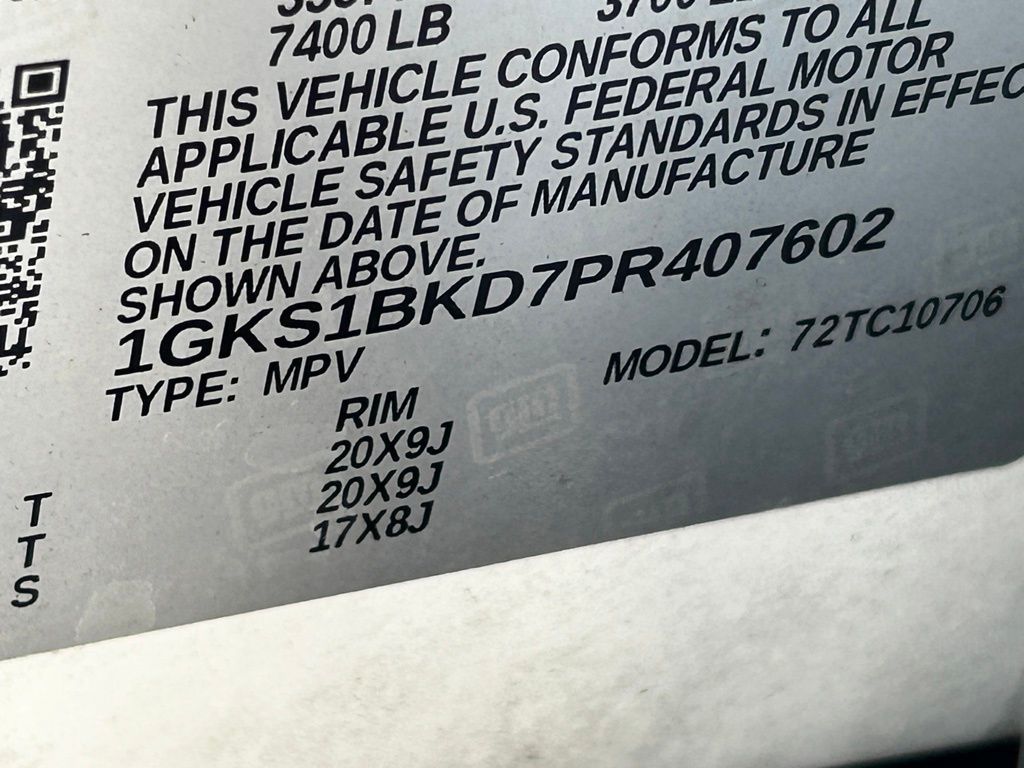 7400 LB
THIS VEHICLE CONFORMS TO ALL
APPLICABLE U.S. FEDERAL MOTOR
VEHICLE SAFETY STANDARDS IN EFFEC
ON THE DATE OF MANUFACTURE
SHOWN ABOVE.
1GKS1BKD7PR407602
TYPE: MPV MODEL: 72TC10706
RIM
20X9J
T 20X9J
T 17X8J
S